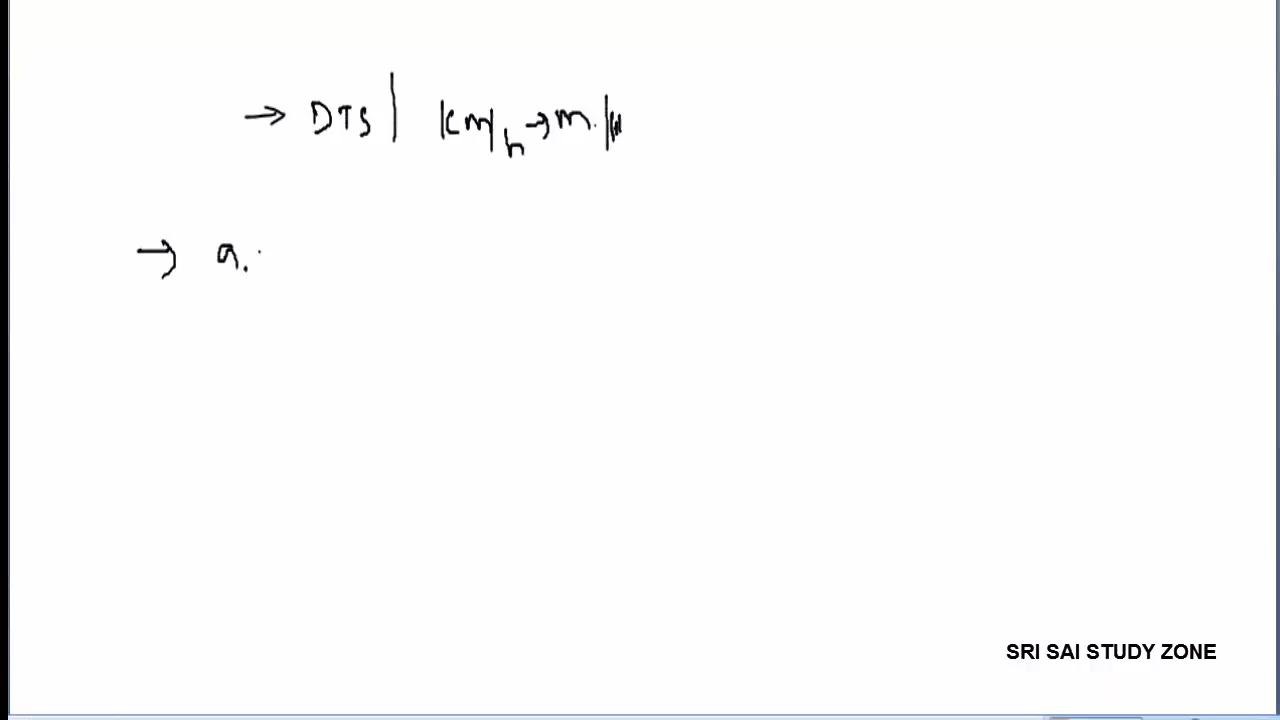 → DTS | km/h → m/
→ a.
SRI SAI STUDY ZONE